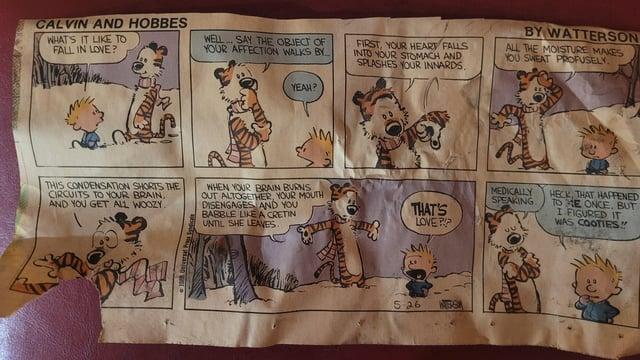 CALVIN AND HOBBES
BY WATTERSON
WHAT'S IT LIKE TO
FALL IN LOVE?
WELL... SAY THE OBJECT OF
YOUR AFFECTION WALKS BY...
YEAH?
FIRST, YOUR HEART FALLS
INTO YOUR STOMACH AND
SPLASHES YOUR INNARDS.
ALL THE MOISTURE MAKES
YOU SWEAT PROFUSELY.
THIS CONDENSATION SHORTS THE
CIRCUITS TO YOUR BRAIN,
AND YOU GET ALL WOOZY.
WHEN YOUR BRAIN BURNS
OUT ALTOGETHER, YOUR MOUTH
DISENGAGES AND YOU
BABBLE LIKE A CRETIN
UNTIL SHE LEAVES.
THAT'S
LOVE?!?
5-26
WATTERSON
MEDICALLY
SPEAKING
HECK, THAT HAPPENED
TO ME ONCE, BUT
I FIGURED IT
WAS COOTIES!!